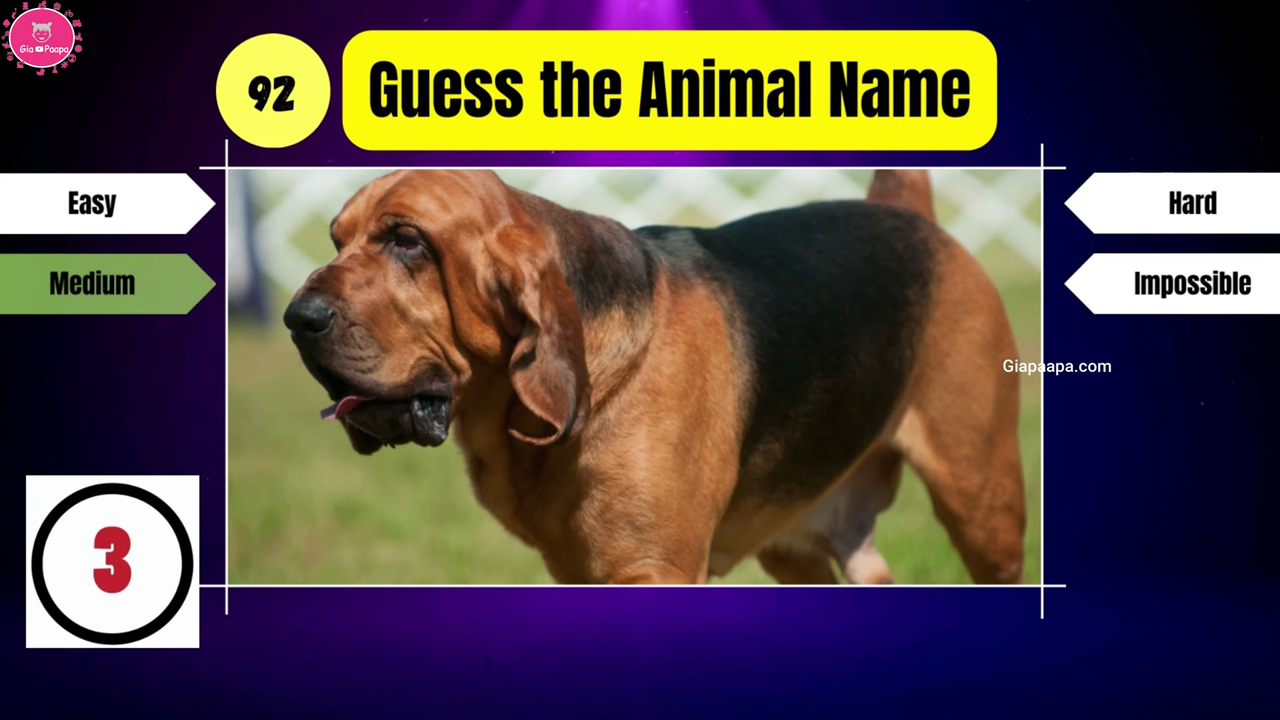 Gia Paapa
92
Guess the Animal Name
Easy
Hard
Medium
Impossible
Giapaapa.com
3